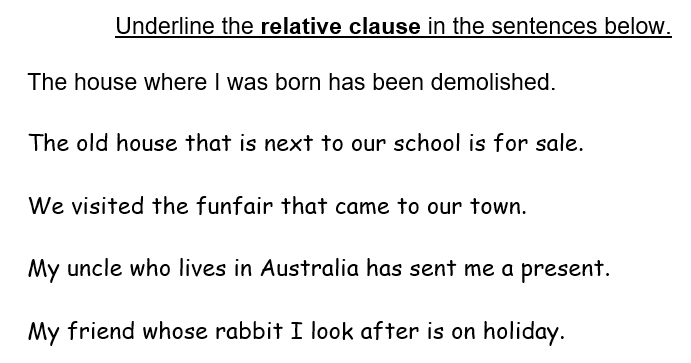 Underline the relative clause in the sentences below.
The house where I was born has been demolished.
The old house that is next to our school is for sale.
We visited the funfair that came to our town.
My uncle who lives in Australia has sent me a present.
My friend whose rabbit I look after is on holiday.